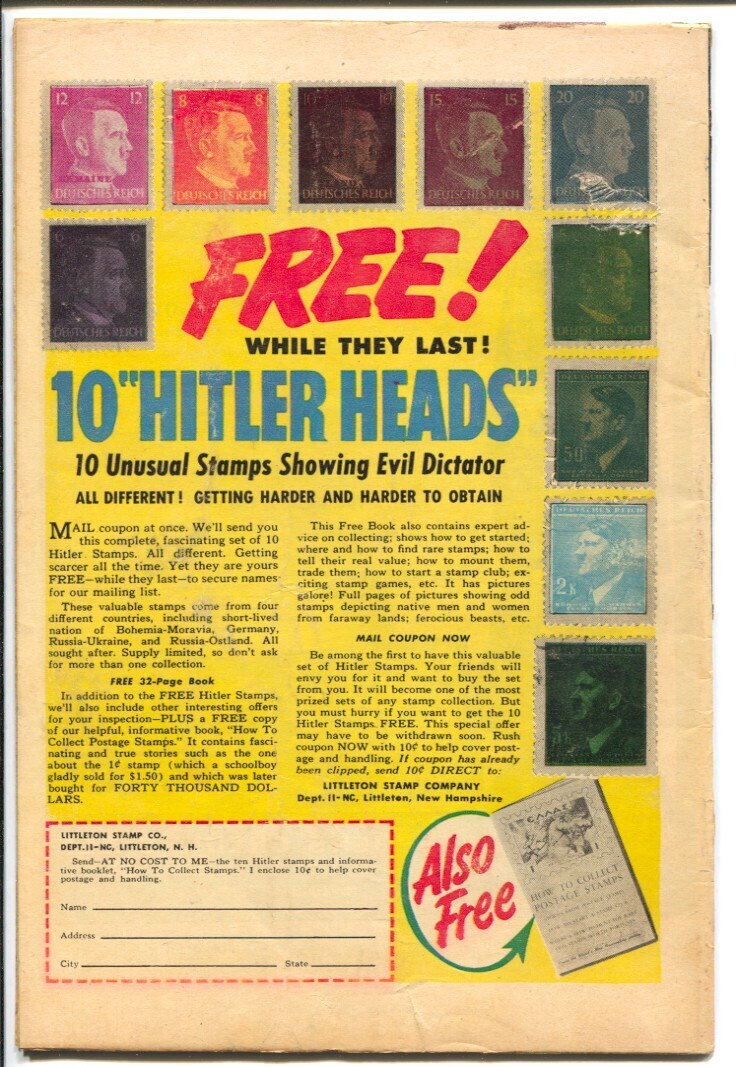 12 12
UKRAINE
DEUTSCHES REICH
8 8
DEUTSCHES REICH
10 10
15 15
DEUTSCHES REICH
20 20
DEUTSCHES REICH
6 6
DEUTSCHES REICH
DEUTSCHES REICH
FREE!
WHILE THEY LAST!
10 "HITLER HEADS"
10 Unusual Stamps Showing Evil Dictator
ALL DIFFERENT! GETTING HARDER AND HARDER TO OBTAIN
MAIL coupon at once. We'll send you
this complete, fascinating set of 10
Hitler Stamps. All different. Getting
scarcer all the time. Yet they are yours
FREE—while they last—to secure names
for our mailing list.
These valuable stamps come from four
different countries, including short-lived
nation of Bohemia-Moravia, Germany,
Russia-Ukraine, and Russia-Ostland. All
sought after. Supply limited, so don't ask
for more than one collection.
FREE 32-Page Book
In addition to the FREE Hitler Stamps,
we'll also include other interesting offers
for your inspection—PLUS a FREE copy
of our helpful, informative book, "How To
Collect Postage Stamps." It contains fasci-
nating and true stories such as the one
about the 1¢ stamp (which a schoolboy
gladly sold for $1.50) and which was later
bought for FORTY THOUSAND DOL-
LARS.
This Free Book also contains expert ad-
vice on collecting; shows how to get started;
where and how to find rare stamps; how to
tell their real value; how to mount them,
trade them; how to start a stamp club; ex-
citing stamp games, etc. It has pictures
galore! Full pages of pictures showing odd
stamps depicting native men and women
from faraway lands; ferocious beasts, etc.
MAIL COUPON NOW
Be among the first to have this valuable
set of Hitler Stamps. Your friends will
envy you for it and want to buy the set
from you. It will become one of the most
prized sets of any stamp collection. But
you must hurry if you want to get the 10
Hitler Stamps FREE. This special offer
may have to be withdrawn soon. Rush
coupon NOW with 10¢ to help cover post-
age and handling. If coupon has already
been clipped, send 10¢ DIRECT to:
LITTLETON STAMP COMPANY
Dept. 11-NC, Littleton, New Hampshire
DEUTSCHES REICH
50
DEUTSCHES REICH
2 K
DEUTSCHES REICH
LITTLETON STAMP CO.,
DEPT. 11-NC, LITTLETON, N. H.
Send—AT NO COST TO ME—the ten Hitler stamps and informa-
tive booklet, "How To Collect Stamps." I enclose 10¢ to help cover
postage and handling.
Name
Address
City State
Also
Free
ΕΛΛΑΣ
HOW TO COLLECT
POSTAGE STAMPS